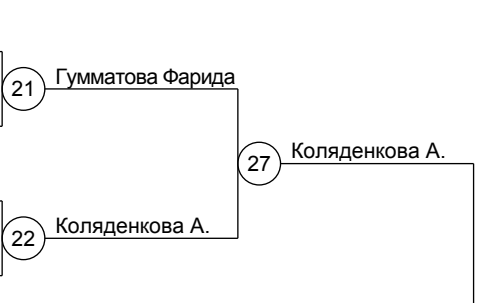 21 Гумматова Фарида
27 Коляденкова А.
22 Коляденкова А.